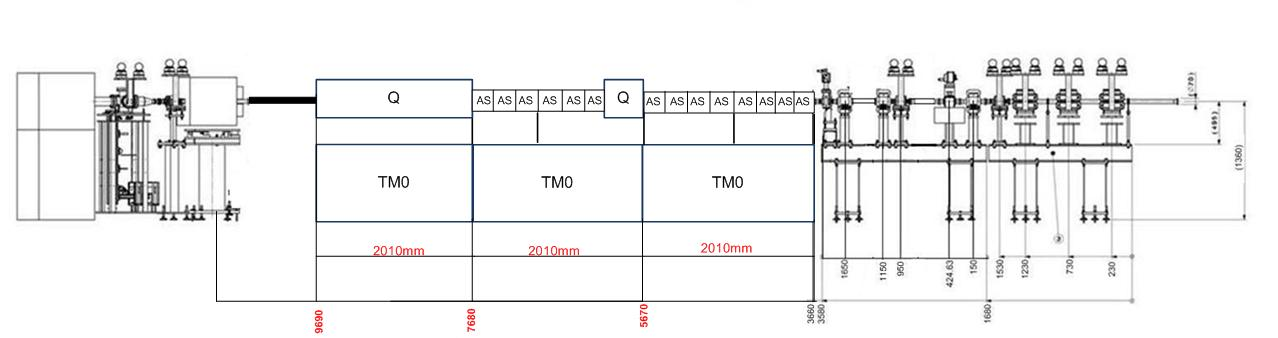 Q
AS AS AS AS AS AS
Q
AS AS AS AS AS AS AS AS
(495)
(1360)
TM0
TM0
TM0
2010mm
2010mm
2010mm
1650
1150
950
424.63
150
1530
1230
730
230
9690
7680
5670
3660
3580
1680